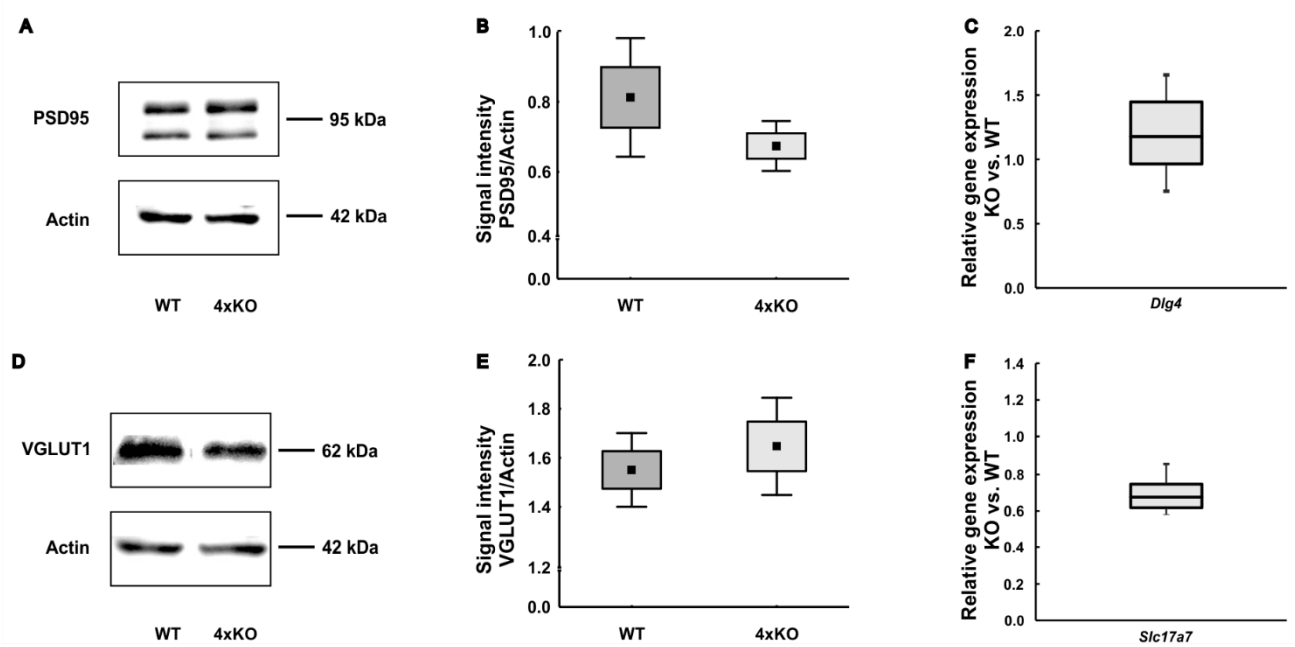 A
PSD95
95 kDa
Actin
42 kDa
WT 4xKO
B
Signal intensity
PSD95/Actin
1.0
0.8
0.6
0.4
0.0
WT 4xKO
C
Relative gene expression
KO vs. WT
2.0
1.5
1.0
0.5
0.0
Dlg4
D
VGLUT1
62 kDa
Actin
42 kDa
WT 4xKO
E
Signal intensity
VGLUT1/Actin
2.0
1.8
1.6
1.4
1.2
0.0
WT 4xKO
F
Relative gene expression
KO vs. WT
1.4
1.2
1.0
0.8
0.6
0.4
0.2
0.0
Slc17a7